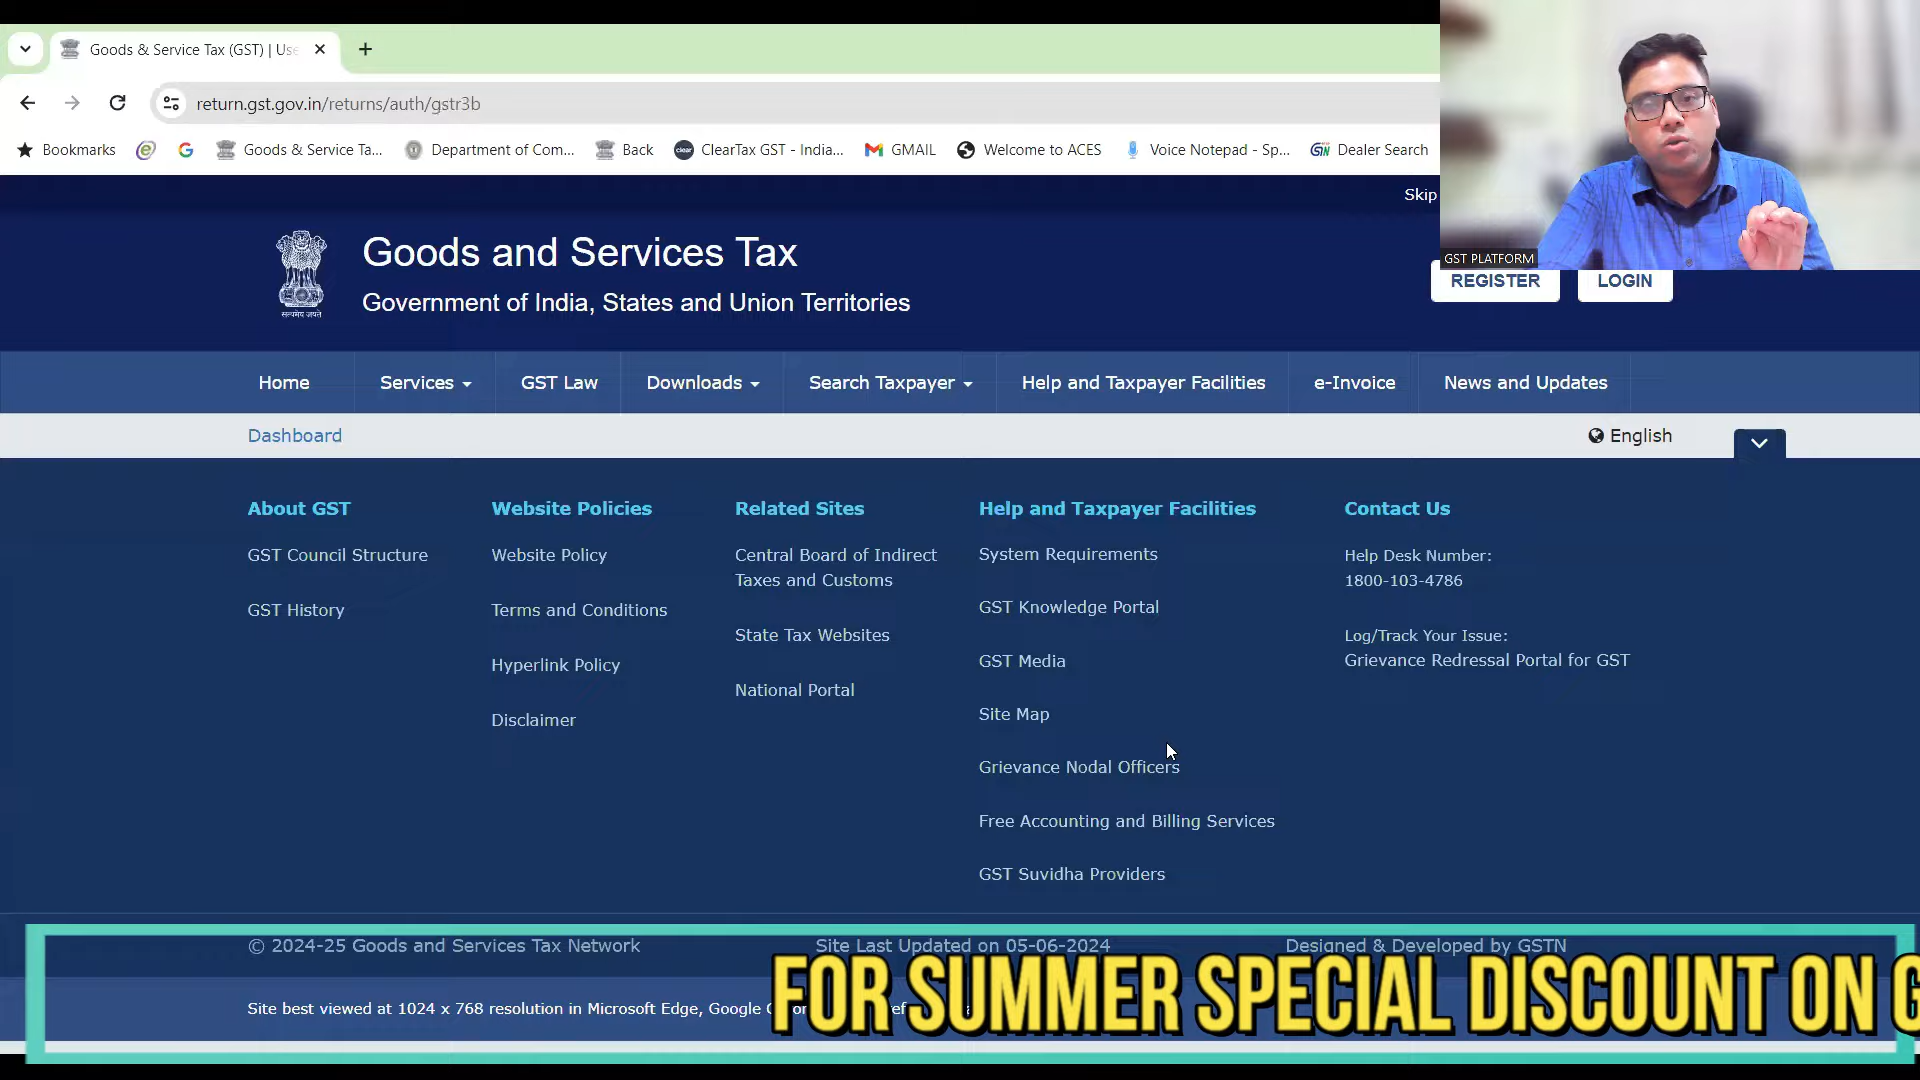 Goods & Service Tax (GST) | Use
return.gst.gov.in/returns/auth/gstr3b
Bookmarks
Goods & Service Ta...
Department of Com...
Back
ClearTax GST - India...
GMAIL
Welcome to ACES
Voice Notepad - Sp...
Dealer Search
Skip
Goods and Services Tax
Government of India, States and Union Territories
सत्यमेव जयते
GST PLATFORM
REGISTER
LOGIN
Home
Services
GST Law
Downloads
Search Taxpayer
Help and Taxpayer Facilities
e-Invoice
News and Updates
Dashboard
English
About GST
GST Council Structure
GST History
Website Policies
Website Policy
Terms and Conditions
Hyperlink Policy
Disclaimer
Related Sites
Central Board of Indirect
Taxes and Customs
State Tax Websites
National Portal
Help and Taxpayer Facilities
System Requirements
GST Knowledge Portal
GST Media
Site Map
Grievance Nodal Officers
Free Accounting and Billing Services
GST Suvidha Providers
Contact Us
Help Desk Number:
1800-103-4786
Log/Track Your Issue:
Grievance Redressal Portal for GST
© 2024-25 Goods and Services Tax Network
Site Last Updated on 05-06-2024
Designed & Developed by GSTN
Site best viewed at 1024 x 768 resolution in Microsoft Edge, Google
FOR SUMMER SPECIAL DISCOUNT ON G